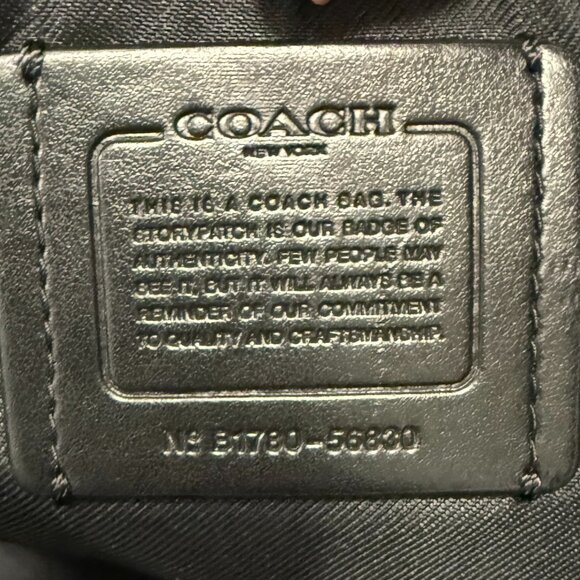 COACH
NEW YORK
THIS IS A COACH BAG. THE
STORYPATCH IS OUR BADGE OF
AUTHENTICITY. FEW PEOPLE MAY
SEE IT, BUT IT WILL ALWAYS BE A
REMINDER OF OUR COMMITMENT
TO QUALITY AND CRAFTSMANSHIP.
Nº B1780-56830